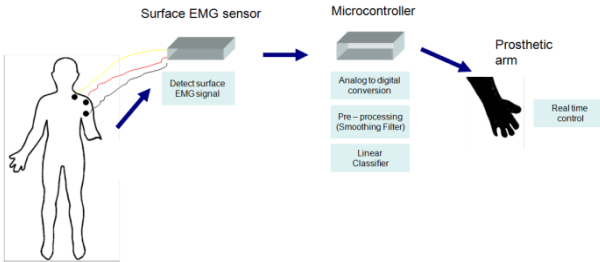 Surface EMG sensor
Detect surface
EMG signal
Microcontroller
Analog to digital
conversion
Pre – processing
(Smoothing Filter)
Linear
Classifier
Prosthetic
arm
Real time
control